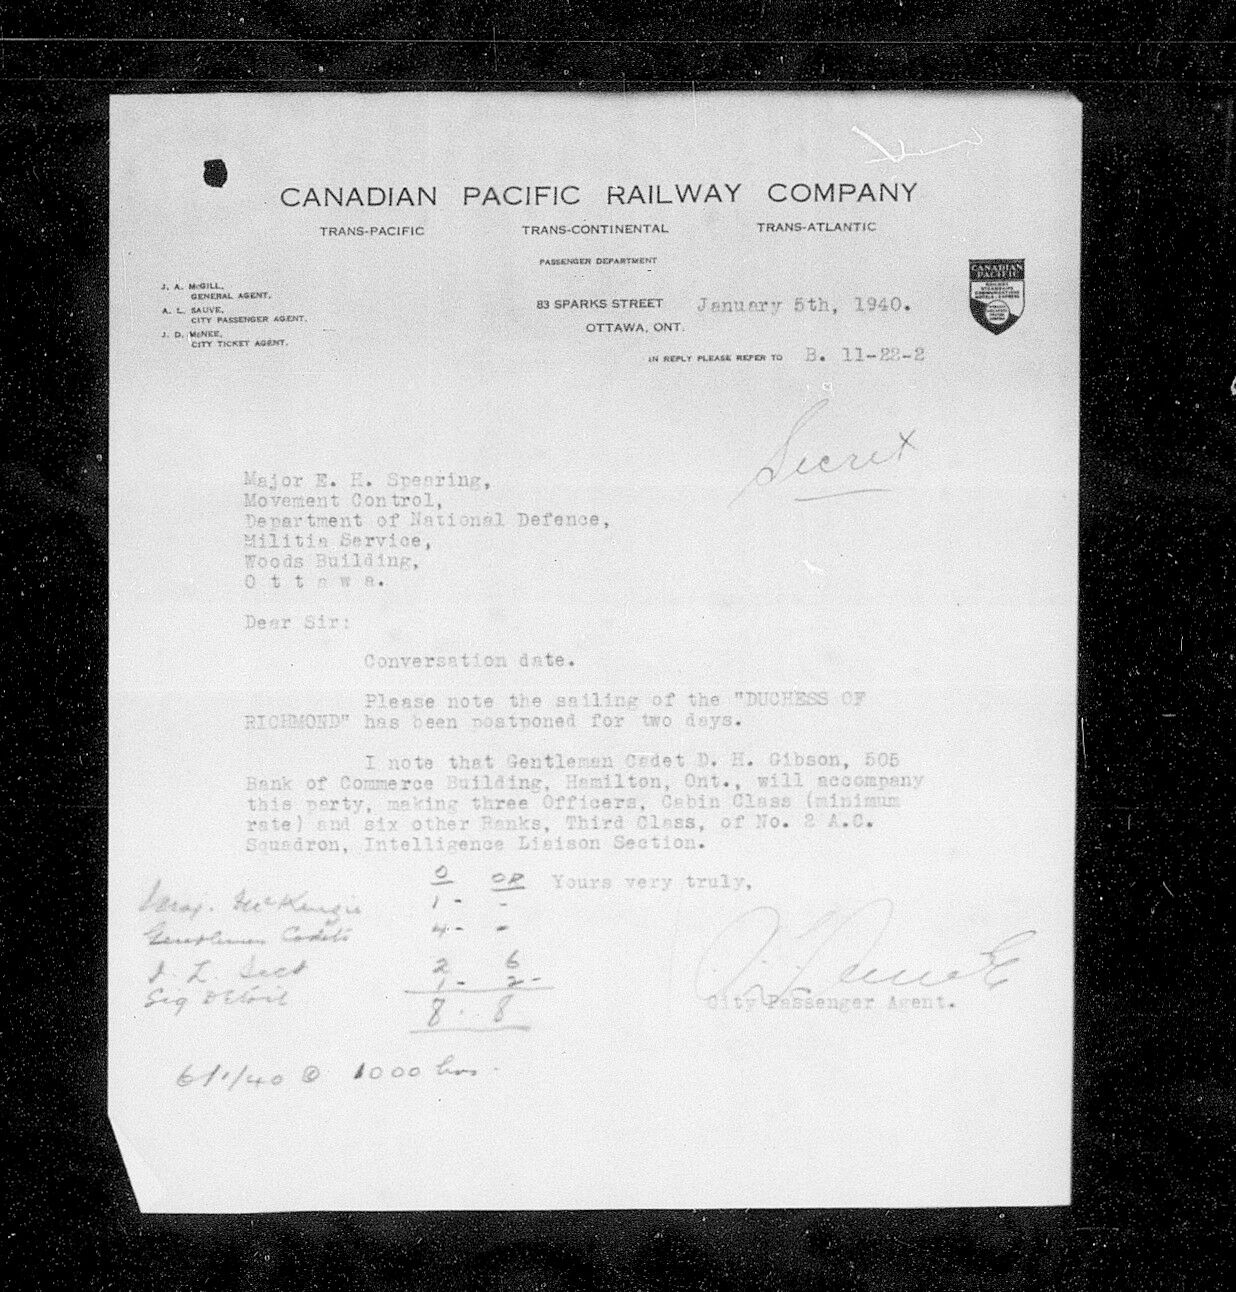 CANADIAN PACIFIC RAILWAY COMPANY
TRANS-PACIFIC TRANS-CONTINENTAL TRANS-ATLANTIC
PASSENGER DEPARTMENT
CANADIAN
PACIFIC
J. A. McGILL,
GENERAL AGENT.
A. L. SAUVE,
CITY PASSENGER AGENT.
J. D. McNEE,
CITY TICKET AGENT.
83 SPARKS STREET January 5th, 1940.
OTTAWA, ONT.
IN REPLY PLEASE REFER TO B. 11-22-2
Secret
Major E. H. Spearing,
Movement Control,
Department of National Defence,
Militia Service,
Woods Building,
O t t a w a.
Dear Sir:
Conversation date.
Please note the sailing of the "DUCHESS OF
RICHMOND" has been postponed for two days.
I note that Gentleman Cadet D. H. Gibson, 505
Bank of Commerce Building, Hamilton, Ont., will accompany
this party, making three Officers, Cabin Class (minimum
rate) and six other Ranks, Third Class, of No. 2 A.C.
Squadron, Intelligence Liaison Section.
O OR Yours very truly,
McKenzie 1 - -
Gentlemen Cadets 4 - -
I. L. Sect 2 6
Sig Detail 1 - 2 -
8 . 8
City Passenger Agent.
6/1/40 @ 1000 hrs.